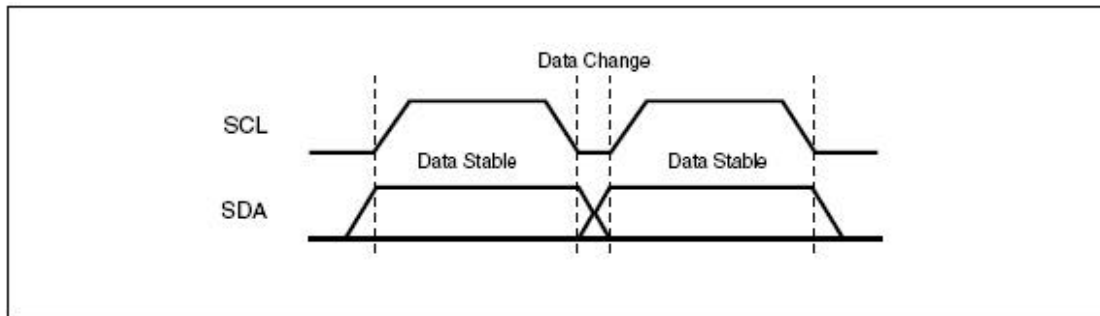 Data Change
SCL
Data Stable
Data Stable
SDA